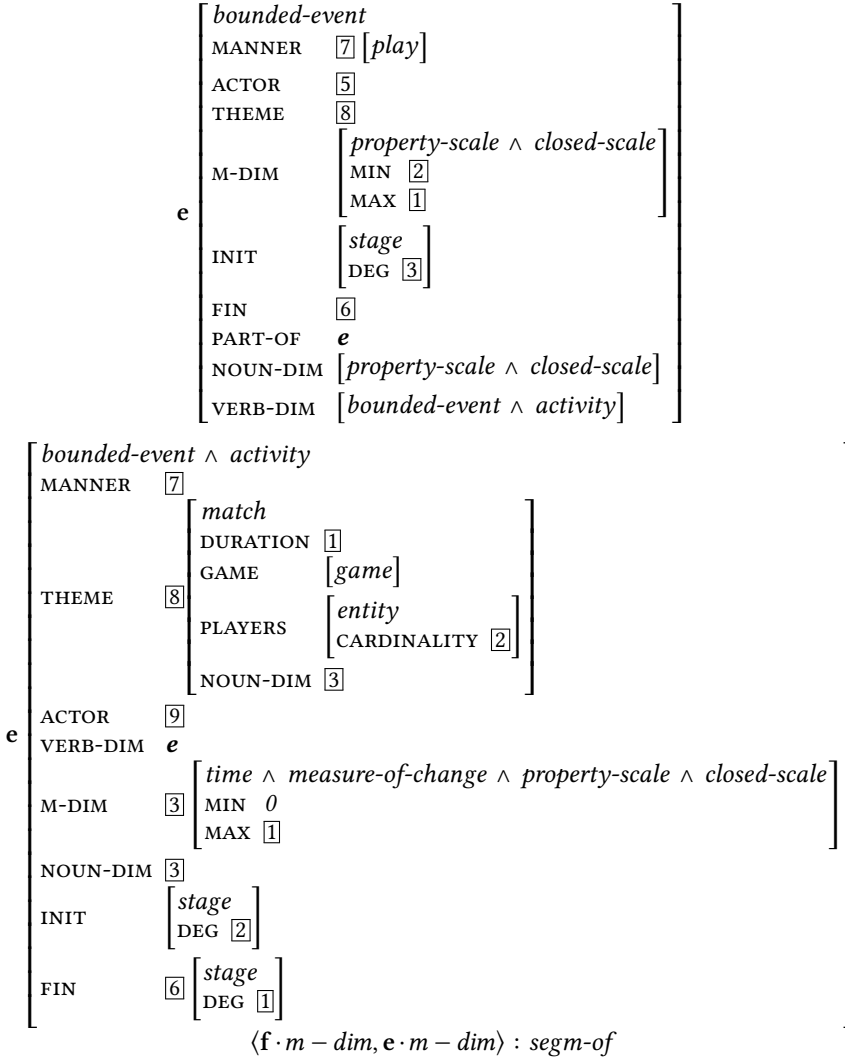 bounded-event
MANNER 7 [play]
ACTOR 5
THEME 8
property-scale ∧ closed-scale
M-DIM MIN 2
MAX 1
e
stage
INIT DEG 3
FIN 6
PART-OF e
NOUN-DIM [property-scale ∧ closed-scale]
VERB-DIM [bounded-event ∧ activity]
bounded-event ∧ activity
MANNER 7
match
DURATION 1
GAME [game]
THEME 8
entity
PLAYERS CARDINALITY 2
NOUN-DIM 3
ACTOR 9
e VERB-DIM e
time ∧ measure-of-change ∧ property-scale ∧ closed-scale
M-DIM 3 MIN 0
MAX 1
NOUN-DIM 3
stage
INIT DEG 2
stage
FIN 6 DEG 1
⟨f · m − dim, e · m − dim⟩ : segm-of